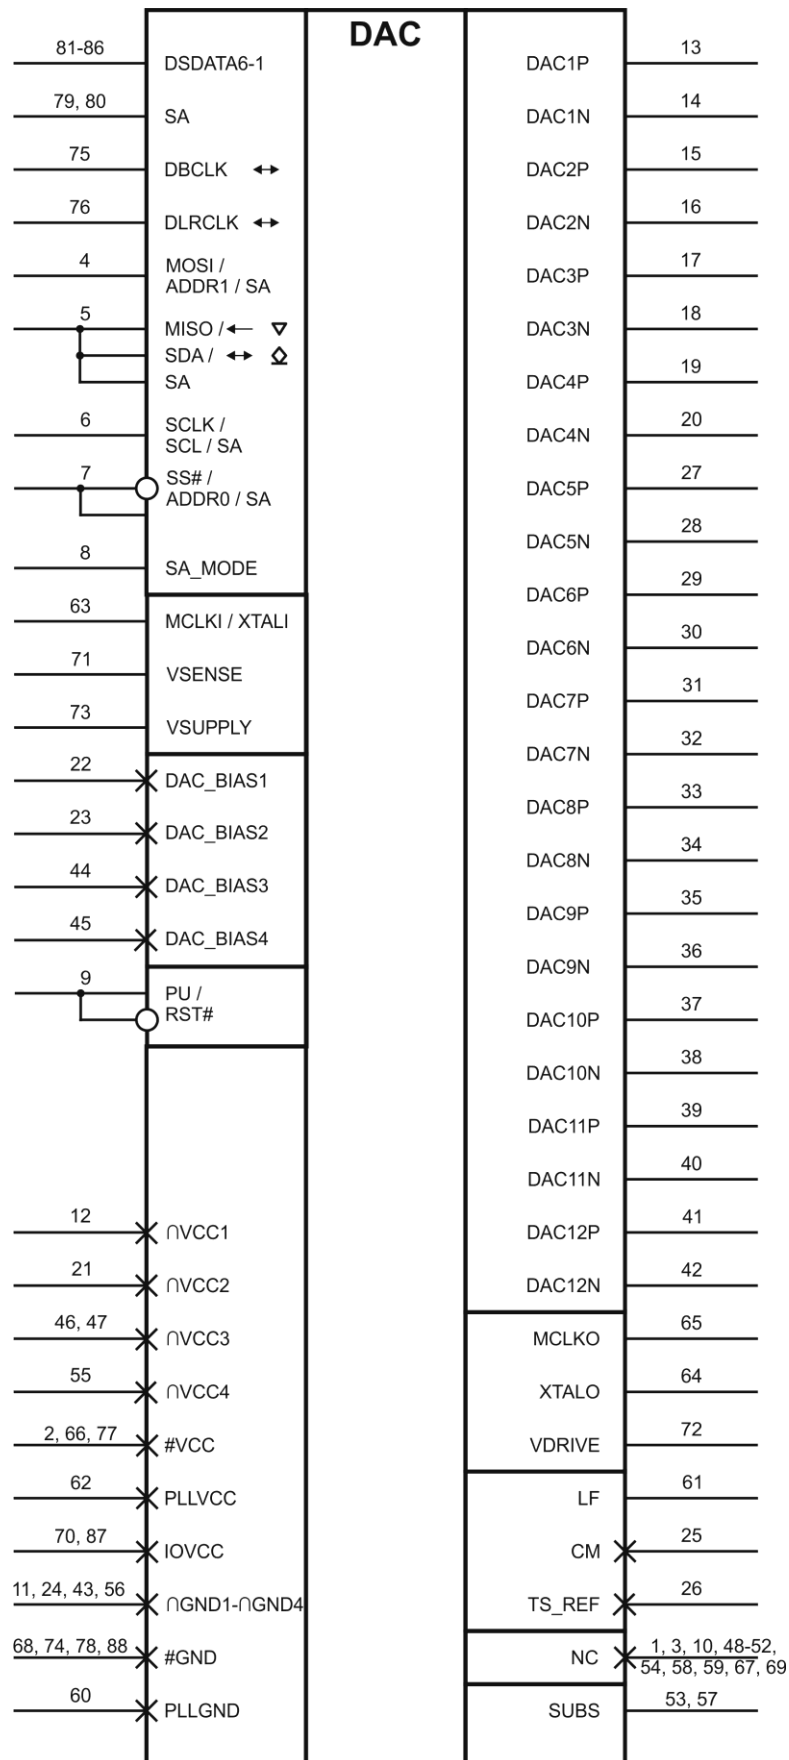 DAC
81-86
DSDATA6-1
79, 80
SA
75
DBCLK ↔
76
DLRCLK ↔
4
MOSI /
ADDR1 / SA
5
MISO / ← ▽
SDA / ↔ ◇
SA
6
SCLK /
SCL / SA
7
SS# /
ADDR0 / SA
8
SA_MODE
63
MCLKI / XTALI
71
VSENSE
73
VSUPPLY
22
DAC_BIAS1
23
DAC_BIAS2
44
DAC_BIAS3
45
DAC_BIAS4
9
PU /
RST#
12
∩VCC1
21
∩VCC2
46, 47
∩VCC3
55
∩VCC4
2, 66, 77
#VCC
62
PLLVCC
70, 87
IOVCC
11, 24, 43, 56
∩GND1-∩GND4
68, 74, 78, 88
#GND
60
PLLGND
DAC1P
13
DAC1N
14
DAC2P
15
DAC2N
16
DAC3P
17
DAC3N
18
DAC4P
19
DAC4N
20
DAC5P
27
DAC5N
28
DAC6P
29
DAC6N
30
DAC7P
31
DAC7N
32
DAC8P
33
DAC8N
34
DAC9P
35
DAC9N
36
DAC10P
37
DAC10N
38
DAC11P
39
DAC11N
40
DAC12P
41
DAC12N
42
MCLKO
65
XTALO
64
VDRIVE
72
LF
61
CM
25
TS_REF
26
NC
1, 3, 10, 48-52,
54, 58, 59, 67, 69
SUBS
53, 57